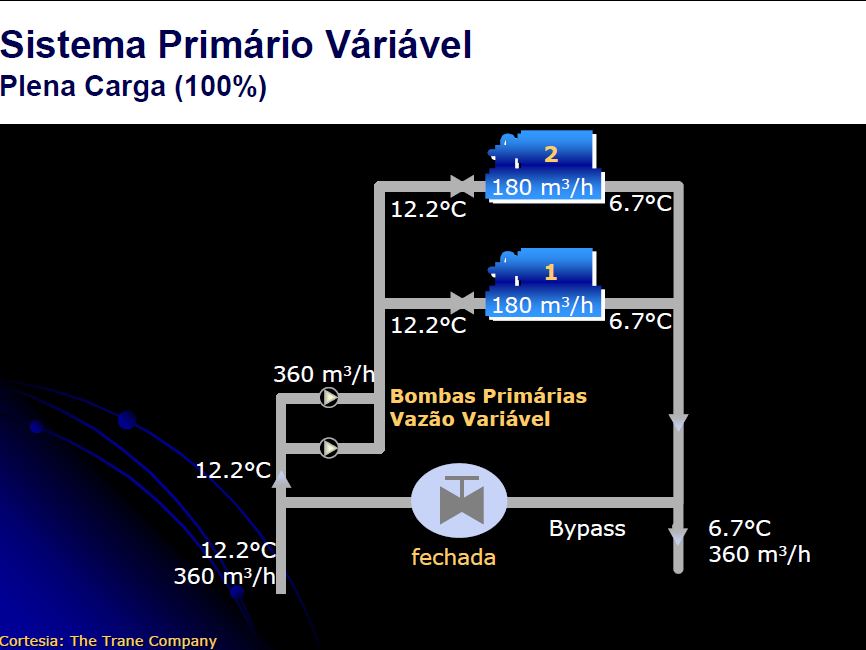 Sistema Primário Váriável
Plena Carga (100%)
2
180 m³/h
12.2°C
6.7°C
1
180 m³/h
12.2°C
6.7°C
360 m³/h
Bombas Primárias
Vazão Variável
12.2°C
12.2°C
360 m³/h
fechada
Bypass
6.7°C
360 m³/h
Cortesia: The Trane Company